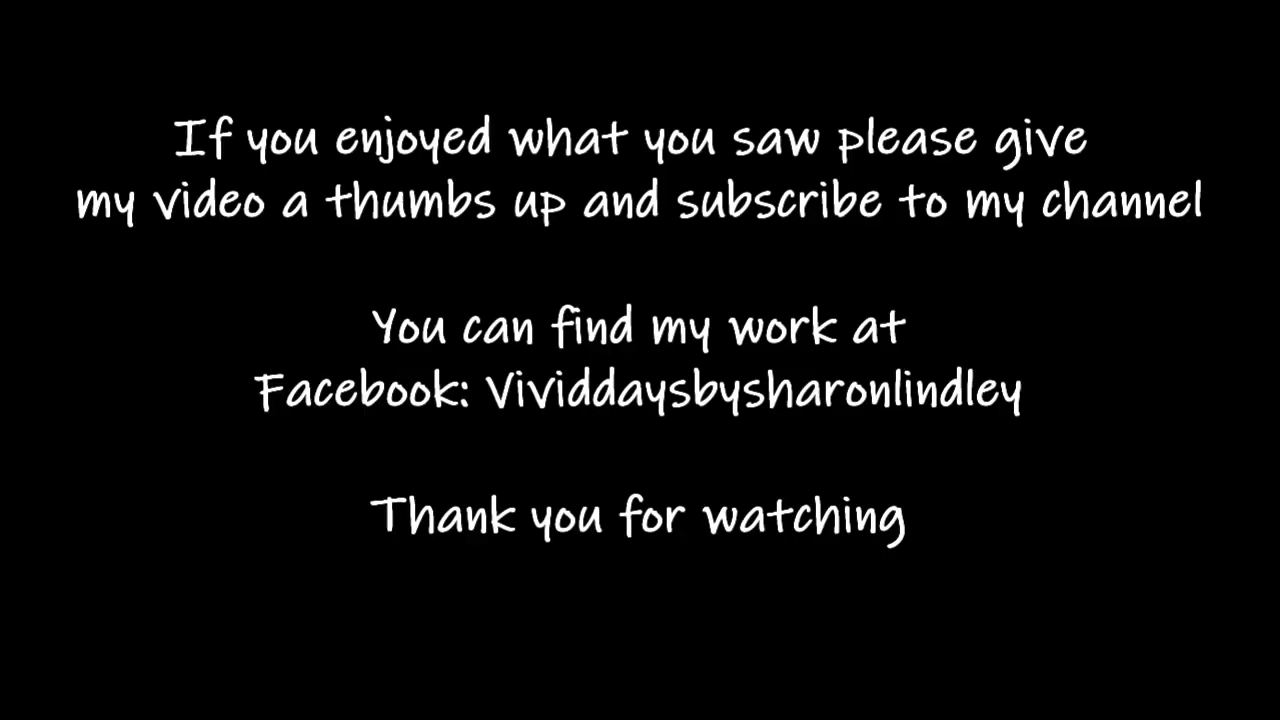 If you enjoyed what you saw please give
my video a thumbs up and subscribe to my channel
You can find my work at
Facebook: Vividdaysbysharonlindley
Thank you for watching